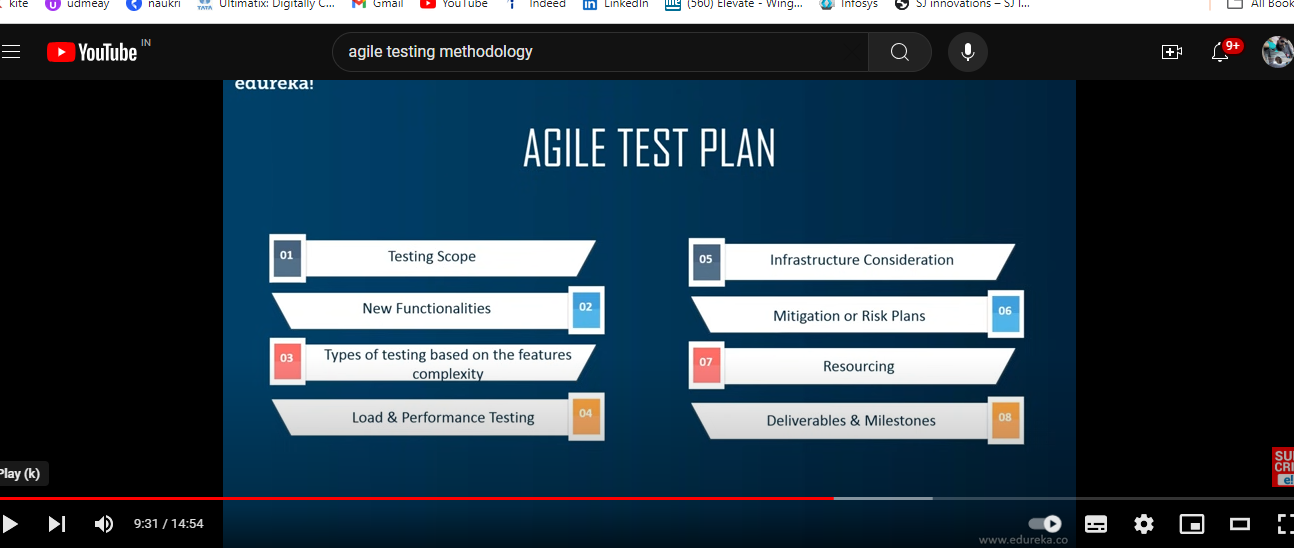 kite
udmeay
naukri
Ultimatix: Digitally C...
Gmail
YouTube
Indeed
LinkedIn
(560) Elevate - Wing...
Infosys
SJ innovations – SJ I...
All Book
YouTube IN
agile testing methodology
9+
edureka!
AGILE TEST PLAN
01
Testing Scope
New Functionalities
02
03
Types of testing based on the features
complexity
Load & Performance Testing
04
05
Infrastructure Consideration
Mitigation or Risk Plans
06
07
Resourcing
Deliverables & Milestones
08
Play (k)
SU
CRI
e!
9:31 / 14:54
www.edureka.co